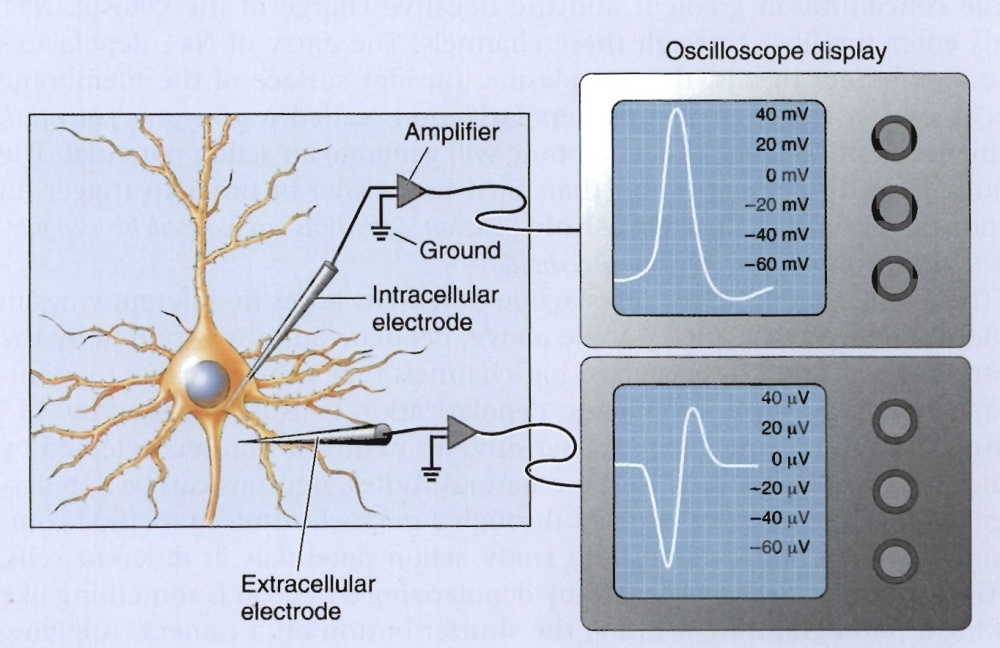 Oscilloscope display
40 mV
20 mV
0 mV
–20 mV
–40 mV
–60 mV
Amplifier
Ground
Intracellular
electrode
40 μV
20 μV
0 μV
–20 μV
–40 μV
–60 μV
Extracellular
electrode